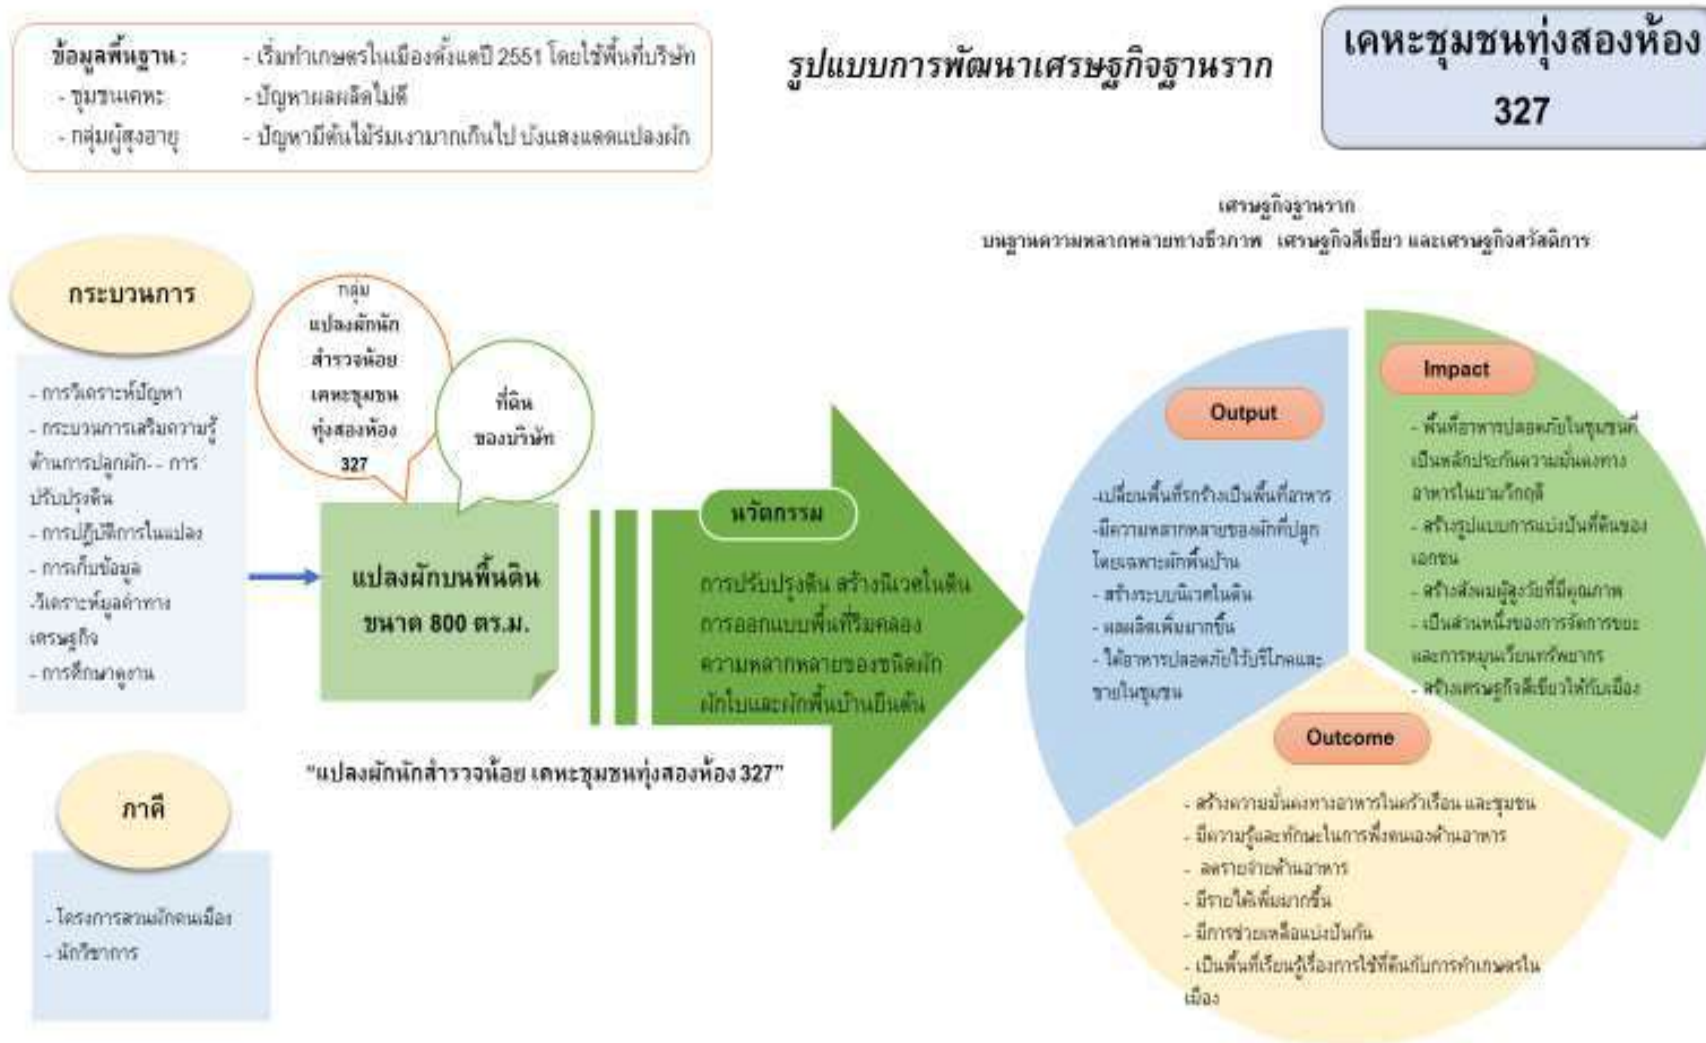 ข้อมูลพื้นฐาน :
- ชุมชนเคหะ
- กลุ่มผู้สูงอายุ
- เริ่มทำเกษตรในเมืองตั้งแต่ปี 2551 โดยใช้พื้นที่บริษัท
- ปัญหาผลผลิตไม่ดี
- ปัญหามีต้นไม้ร่มเงามากเกินไป บังแสงแดดแปลงผัก
รูปแบบการพัฒนาเศรษฐกิจฐานราก
เคหะชุมชนทุ่งสองห้อง
327
เศรษฐกิจฐานราก
บนฐานความหลากหลายทางชีวภาพ เศรษฐกิจสีเขียว และเศรษฐกิจสวัสดิการ
กระบวนการ
- การวิเคราะห์ปัญหา
- กระบวนการเสริมความรู้
ด้านการปลูกผัก-- การ
ปรับปรุงดิน
- การปฏิบัติการในแปลง
- การเก็บข้อมูล
-วิเคราะห์มูลค่าทาง
เศรษฐกิจ
- การศึกษาดูงาน
กลุ่ม
แปลงผักนัก
สำรวจน้อย
เคหะชุมชน
ทุ่งสองห้อง
327
ที่ดิน
ของบริษัท
แปลงผักบนพื้นดิน
ขนาด 800 ตร.ม.
"แปลงผักนักสำรวจน้อย เคหะชุมชนทุ่งสองห้อง 327"
ภาคี
- โครงการสวนผักคนเมือง
- นักวิชาการ
นวัตกรรม
การปรับปรุงดิน สร้างนิเวศในดิน
การออกแบบพื้นที่ริมคลอง
ความหลากหลายของชนิดผัก
ผักใบและผักพื้นบ้านยืนต้น
Output
-เปลี่ยนพื้นที่รกร้างเป็นพื้นที่อาหาร
-มีความหลากหลายของผักที่ปลูก
โดยเฉพาะผักพื้นบ้าน
- สร้างระบบนิเวศในดิน
- ผลผลิตเพิ่มมากขึ้น
- ได้อาหารปลอดภัยไว้บริโภคและ
ขายในชุมชน
Impact
- พื้นที่อาหารปลอดภัยในชุมชนที่
เป็นหลักประกันความมั่นคงทาง
อาหารในยามวิกฤติ
- สร้างรูปแบบการแบ่งปันที่ดินของ
เอกชน
- สร้างสังคมผู้สูงวัยที่มีคุณภาพ
- เป็นส่วนหนึ่งของการจัดการขยะ
และการหมุนเวียนทรัพยากร
- สร้างเศรษฐกิจสีเขียวให้กับเมือง
Outcome
- สร้างความมั่นคงทางอาหารในครัวเรือน และชุมชน
- มีความรู้และทักษะในการพึ่งตนเองด้านอาหาร
- ลดรายจ่ายด้านอาหาร
- มีรายได้เพิ่มมากขึ้น
- มีการช่วยเหลือแบ่งปันกัน
- เป็นพื้นที่เรียนรู้เรื่องการใช้ที่ดินกับการทำเกษตรใน
เมือง